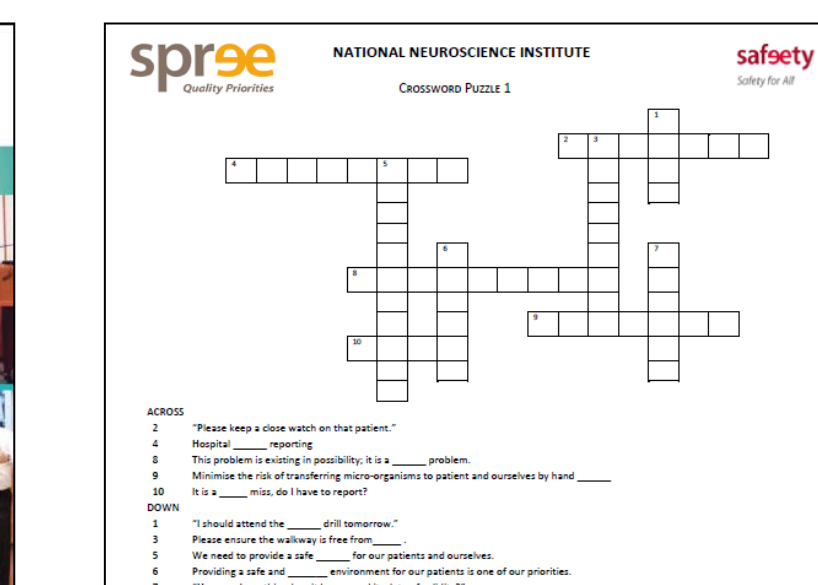 spree
Quality Priorities
NATIONAL NEUROSCIENCE INSTITUTE
CROSSWORD PUZZLE 1
safeety
Safety for All
1
2 3
4 5
6 7
8
9
10
ACROSS
2 "Please keep a close watch on that patient."
4 Hospital ______ reporting
8 This problem is existing in possibility; it is a ______ problem.
9 Minimise the risk of transferring micro-organisms to patient and ourselves by hand ______
10 It is a _____ miss, do I have to report?
DOWN
1 "I should attend the ______ drill tomorrow."
3 Please ensure the walkway is free from_____ .
5 We need to provide a safe ______ for our patients and ourselves.
6 Providing a safe and _______ environment for our patients is one of our priorities.